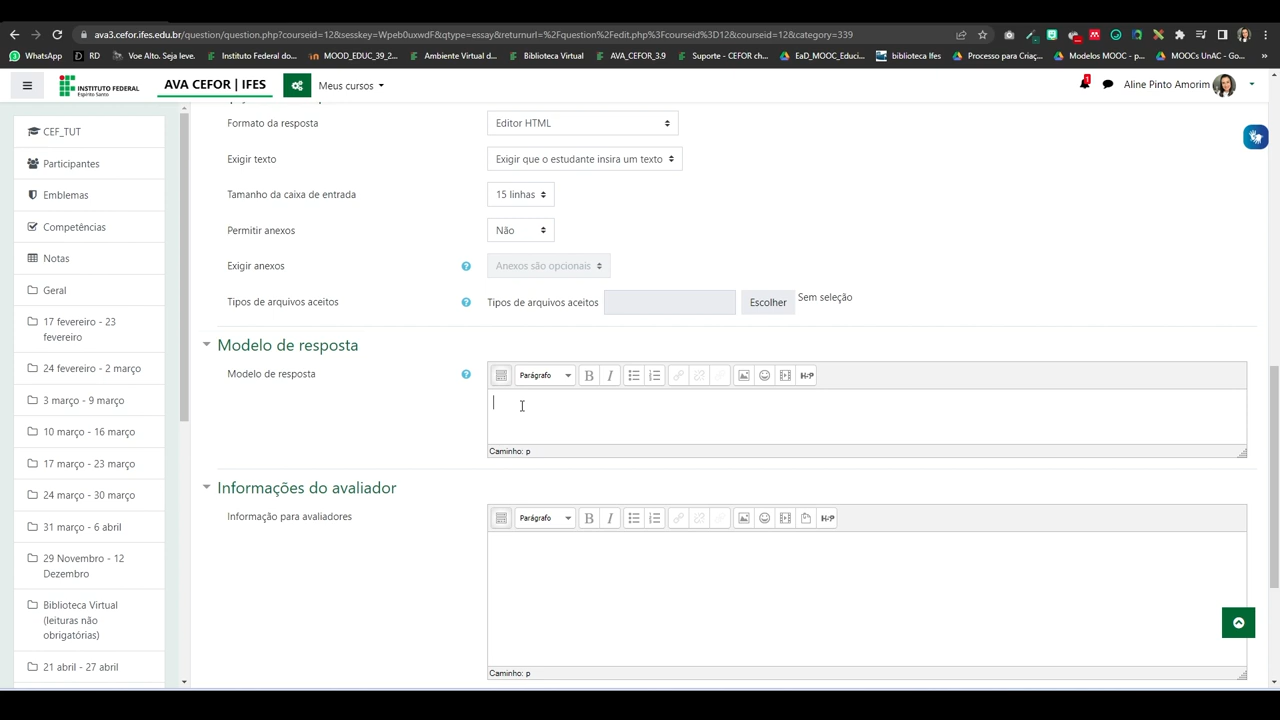 ava3.cefor.ifes.edu.br/question/question.php?courseid=12&sesskey=Wpeb0uxwdF&qtype=essay&returnurl=%2Fquestion%2Fedit.php%3Fcourseid%3D12&courseid=12&category=339
WhatsApp
RD
Voe Alto. Seja leve.
Instituto Federal do...
MOOD_EDUC_39_2...
Ambiente Virtual de...
Biblioteca Virtual
AVA_CEFOR_3.9
Suporte - CEFOR ch...
EaD_MOOC_Educi...
biblioteca Ifes
Processo para Criaç...
Modelos MOOC - p...
MOOCs UnAC - Go...
INSTITUTO FEDERAL
Espírito Santo
AVA CEFOR | IFES
Meus cursos
1
Aline Pinto Amorim
CEF_TUT
Participantes
Emblemas
Competências
Notas
Geral
17 fevereiro - 23
fevereiro
24 fevereiro - 2 março
3 março - 9 março
10 março - 16 março
17 março - 23 março
24 março - 30 março
31 março - 6 abril
29 Novembro - 12
Dezembro
Biblioteca Virtual
(leituras não
obrigatórias)
21 abril - 27 abril
Formato da resposta
Editor HTML
Exigir texto
Exigir que o estudante insira um texto
Tamanho da caixa de entrada
15 linhas
Permitir anexos
Não
Exigir anexos
Anexos são opcionais
Tipos de arquivos aceitos
Tipos de arquivos aceitos
Escolher
Sem seleção
Modelo de resposta
Modelo de resposta
Parágrafo
B I
H-P
Caminho: p
Informações do avaliador
Informação para avaliadores
Parágrafo
B I
H-P
Caminho: p